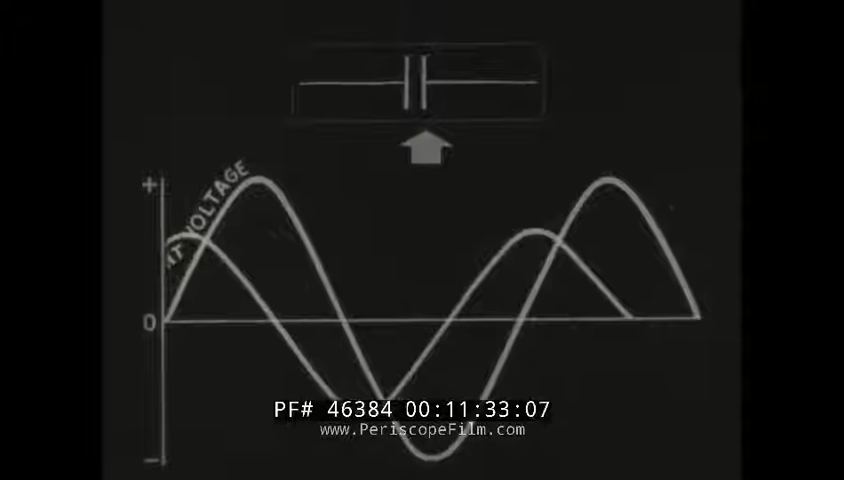 VOLTAGE
+
0
−
PF# 46384 00:11:33:07
www.PeriscopeFilm.com